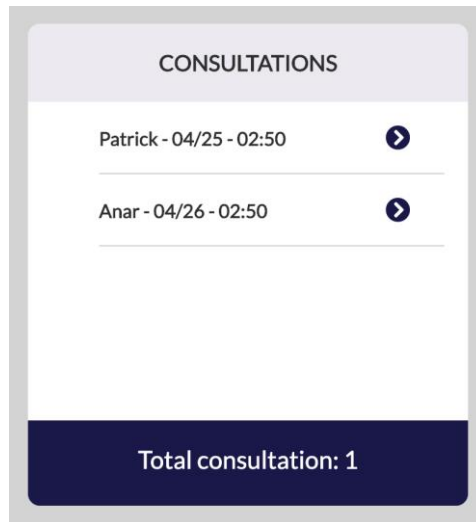 CONSULTATIONS
Patrick - 04/25 - 02:50
Anar - 04/26 - 02:50
Total consultation: 1